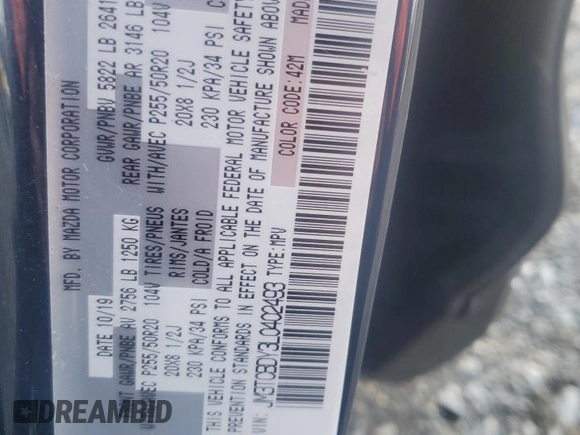 MFD. BY MAZDA MOTOR CORPORATION
DATE 10/19 GVWR/PNBV 5822 LB 2641
FRONT GAWR/PNBE AV 2756 LB 1250 KG REAR GAWR/PNBE AR 3146 LB
P255/50R20 104V TIRES/PNEUS WITH/AVEC P255/50R20 104V
20X8 1/2J RIMS/JANTES 20X8 1/2J
230 KPA/34 PSI COLD/A FROID 230 KPA/34 PSI C
THIS VEHICLE CONFORMS TO ALL APPLICABLE FEDERAL MOTOR VEHICLE SAFETY
PREVENTION STANDARDS IN EFFECT ON THE DATE OF MANUFACTURE SHOWN ABOVE
VIN: JM3TCBDY3L0402493 TYPE: MPV COLOR CODE: 42M MAD
DREAMBID